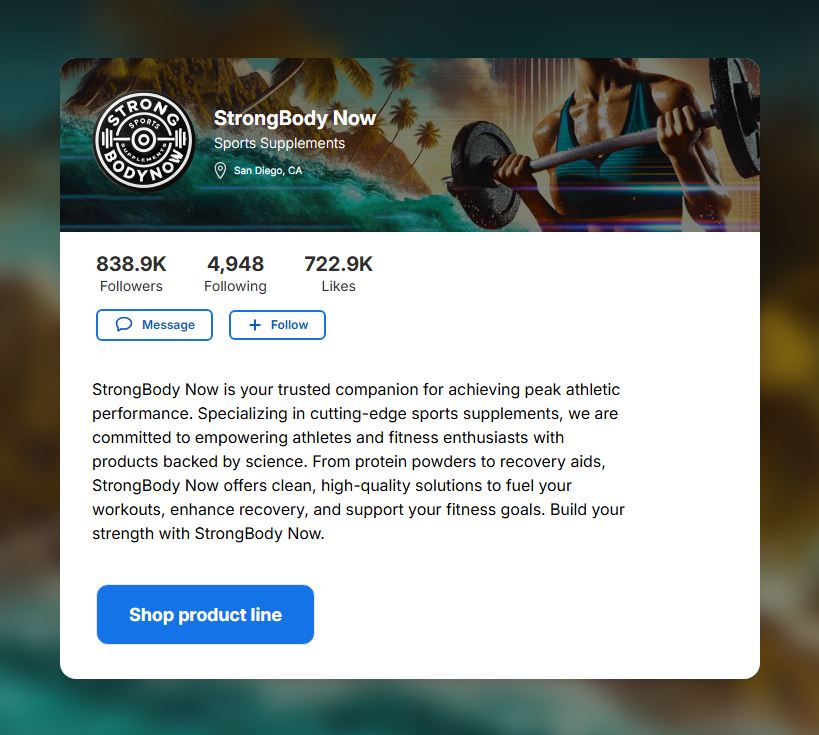 STRONG
SPORTS
SUPPLEMENTS
BODYNOW
StrongBody Now
Sports Supplements
San Diego, CA
838.9K 4,948 722.9K
Followers Following Likes
Message Follow
StrongBody Now is your trusted companion for achieving peak athletic
performance. Specializing in cutting-edge sports supplements, we are
committed to empowering athletes and fitness enthusiasts with
products backed by science. From protein powders to recovery aids,
StrongBody Now offers clean, high-quality solutions to fuel your
workouts, enhance recovery, and support your fitness goals. Build your
strength with StrongBody Now.
Shop product line